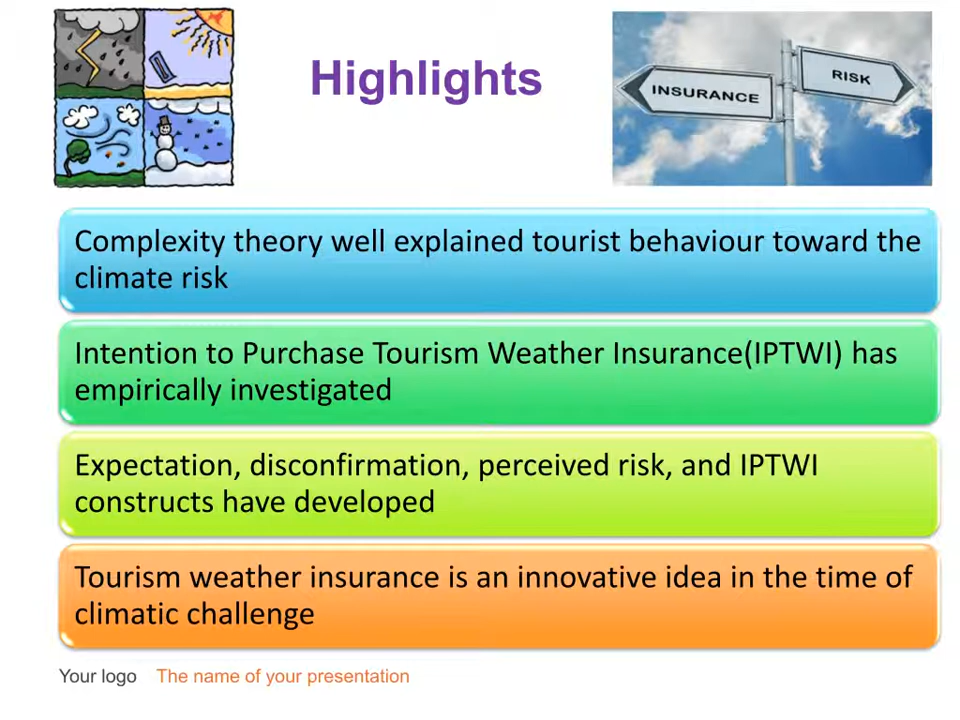 Highlights
INSURANCE
RISK
Complexity theory well explained tourist behaviour toward the
climate risk
Intention to Purchase Tourism Weather Insurance(IPTWI) has
empirically investigated
Expectation, disconfirmation, perceived risk, and IPTWI
constructs have developed
Tourism weather insurance is an innovative idea in the time of
climatic challenge
Your logo The name of your presentation